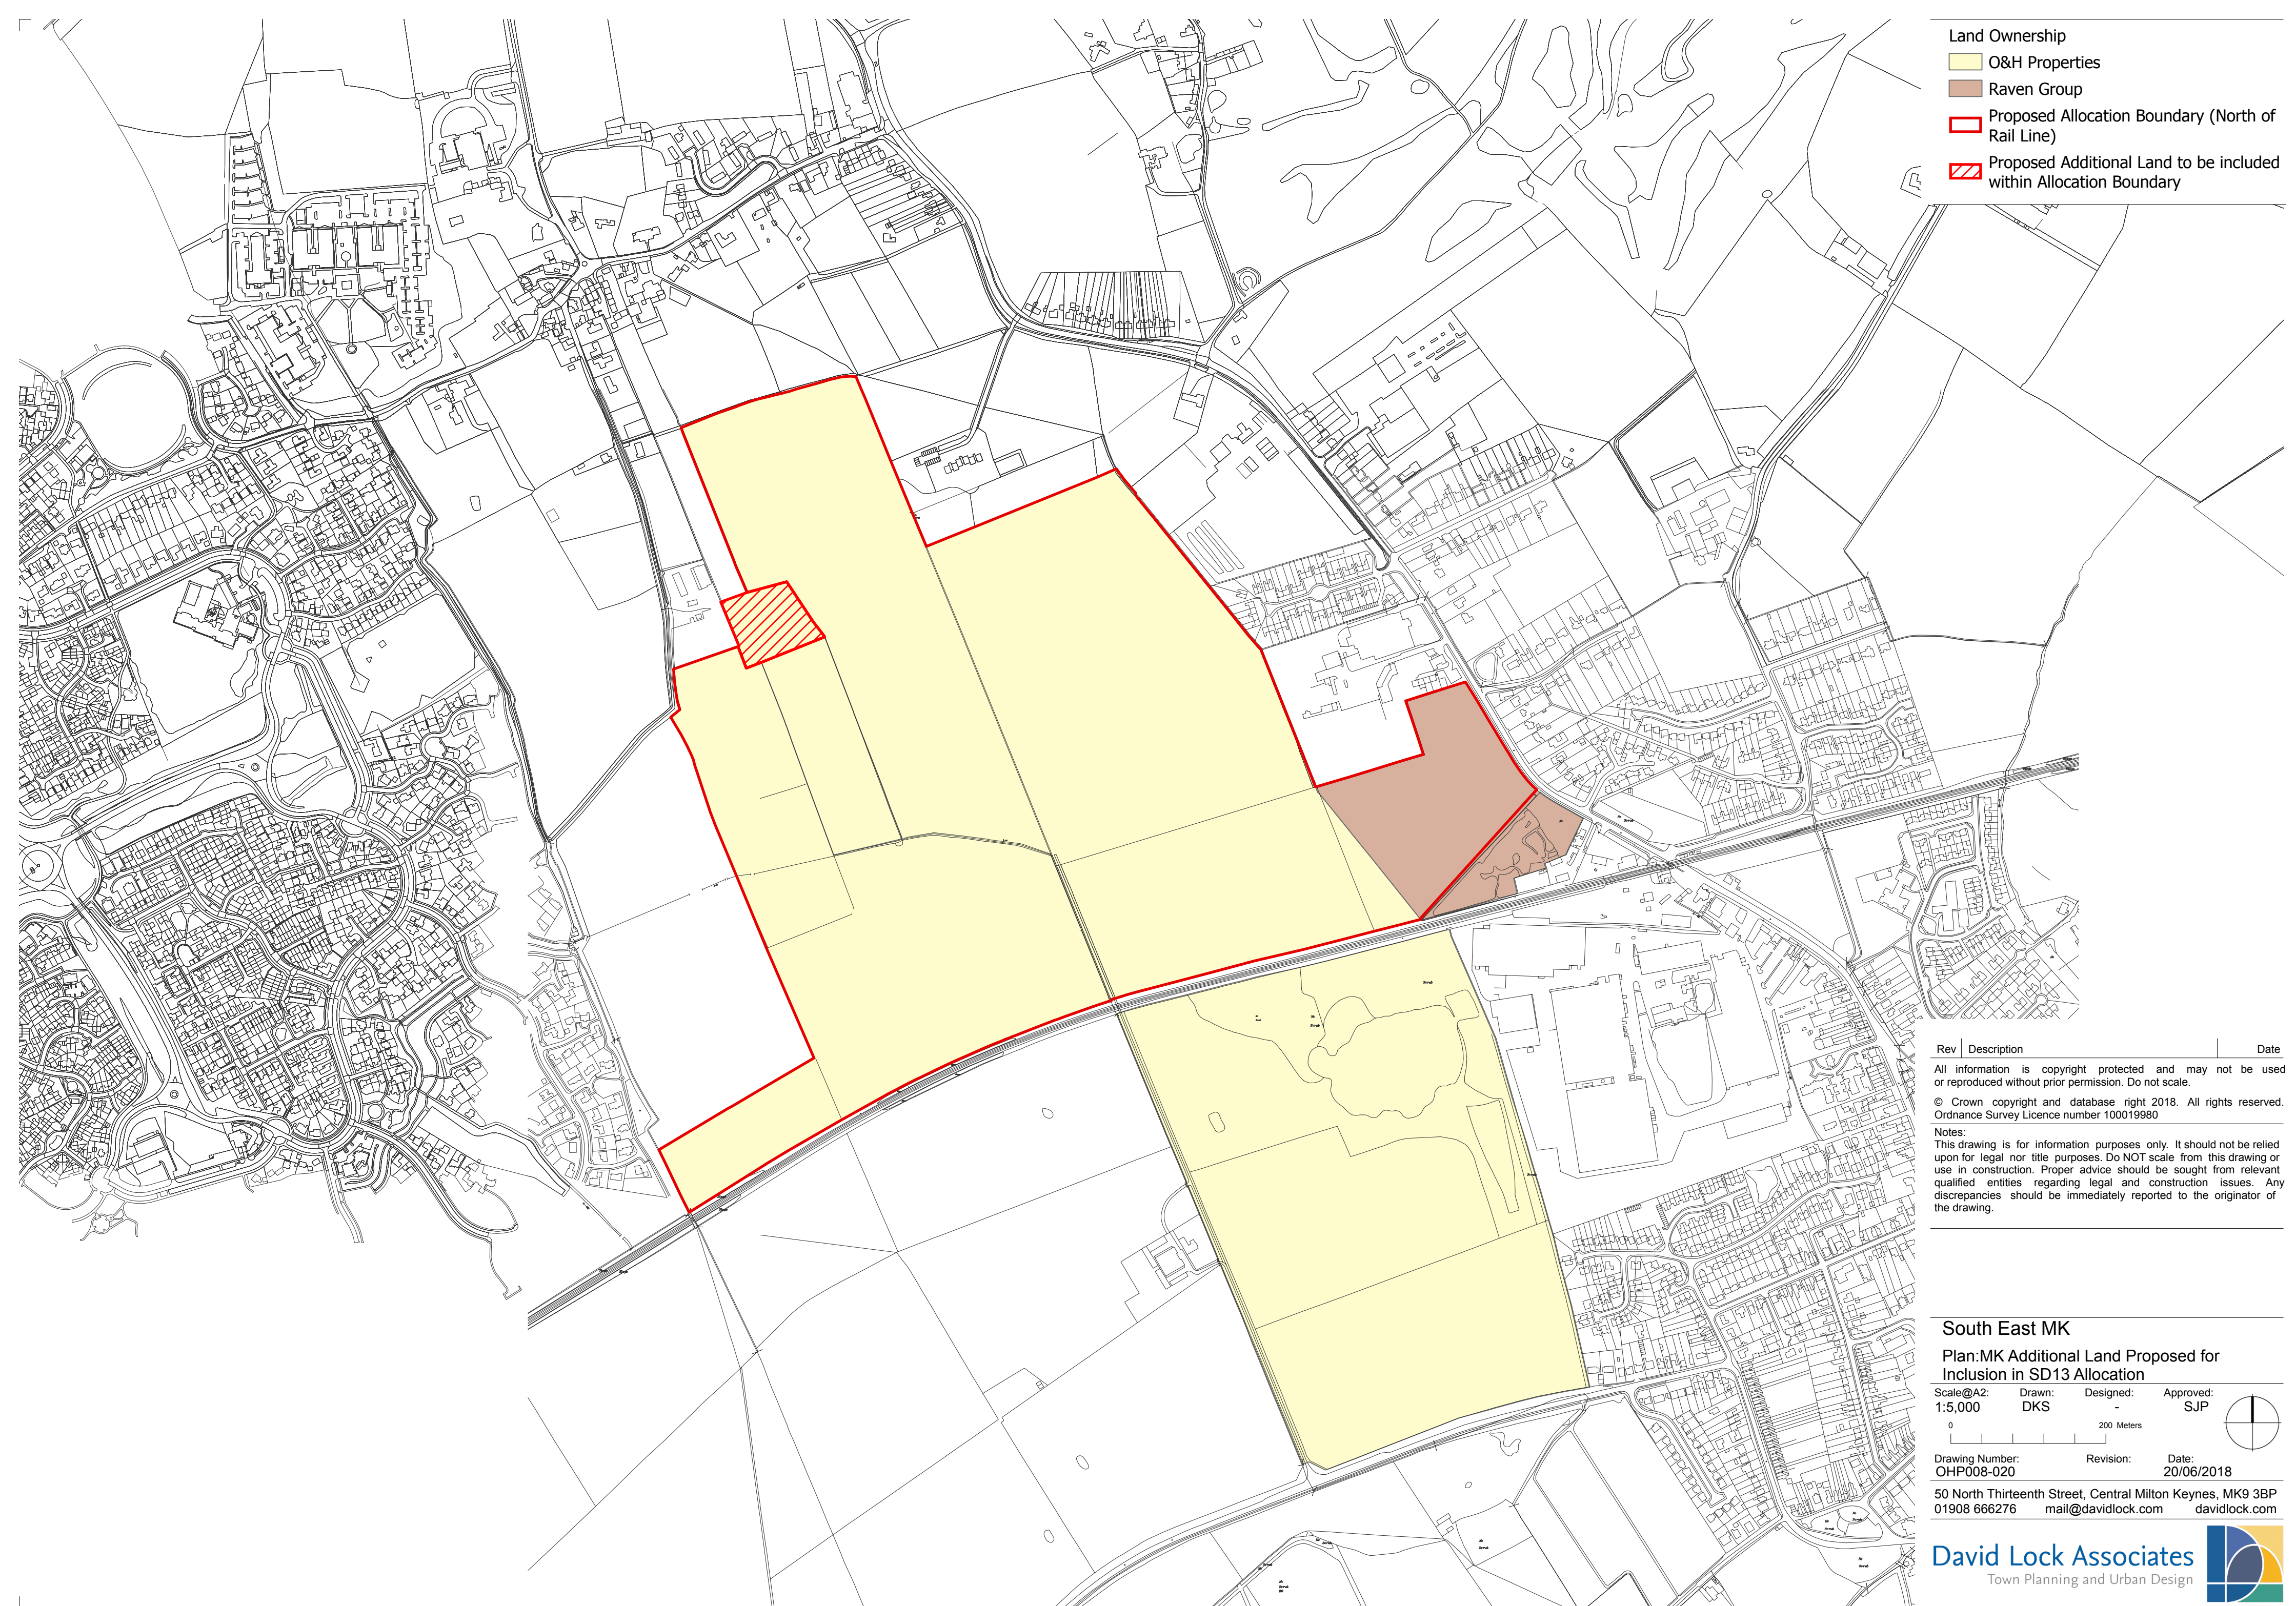 Land Ownership
O&H Properties
Raven Group
Proposed Allocation Boundary (North of
Rail Line)
Proposed Additional Land to be included
within Allocation Boundary
Rev Description Date
All information is copyright protected and may not be used
or reproduced without prior permission. Do not scale.
© Crown copyright and database right 2018. All rights reserved.
Ordnance Survey Licence number 100019980
Notes:
This drawing is for information purposes only. It should not be relied
upon for legal nor title purposes. Do NOT scale from this drawing or
use in construction. Proper advice should be sought from relevant
qualified entities regarding legal and construction issues. Any
discrepancies should be immediately reported to the originator of
the drawing.
South East MK
Plan:MK Additional Land Proposed for
Inclusion in SD13 Allocation
Scale@A2: Drawn: Designed: Approved:
1:5,000 DKS - SJP
0 200 Meters
Drawing Number: Revision: Date:
OHP008-020 20/06/2018
50 North Thirteenth Street, Central Milton Keynes, MK9 3BP
01908 666276 mail@davidlock.com davidlock.com
David Lock Associates
Town Planning and Urban Design